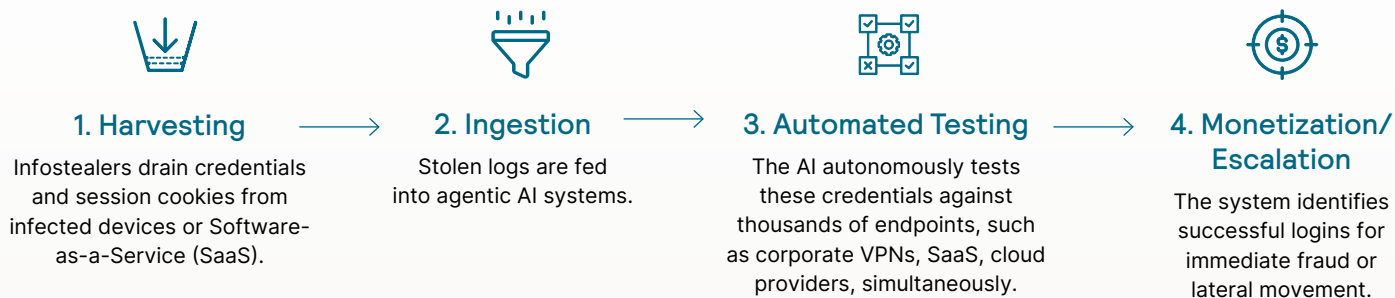 1. Harvesting
Infostealers drain credentials
and session cookies from
infected devices or Software-
as-a-Service (SaaS).
2. Ingestion
Stolen logs are fed
into agentic AI systems.
3. Automated Testing
The AI autonomously tests
these credentials against
thousands of endpoints, such
as corporate VPNs, SaaS, cloud
providers, simultaneously.
4. Monetization/
Escalation
The system identifies
successful logins for
immediate fraud or
lateral movement.